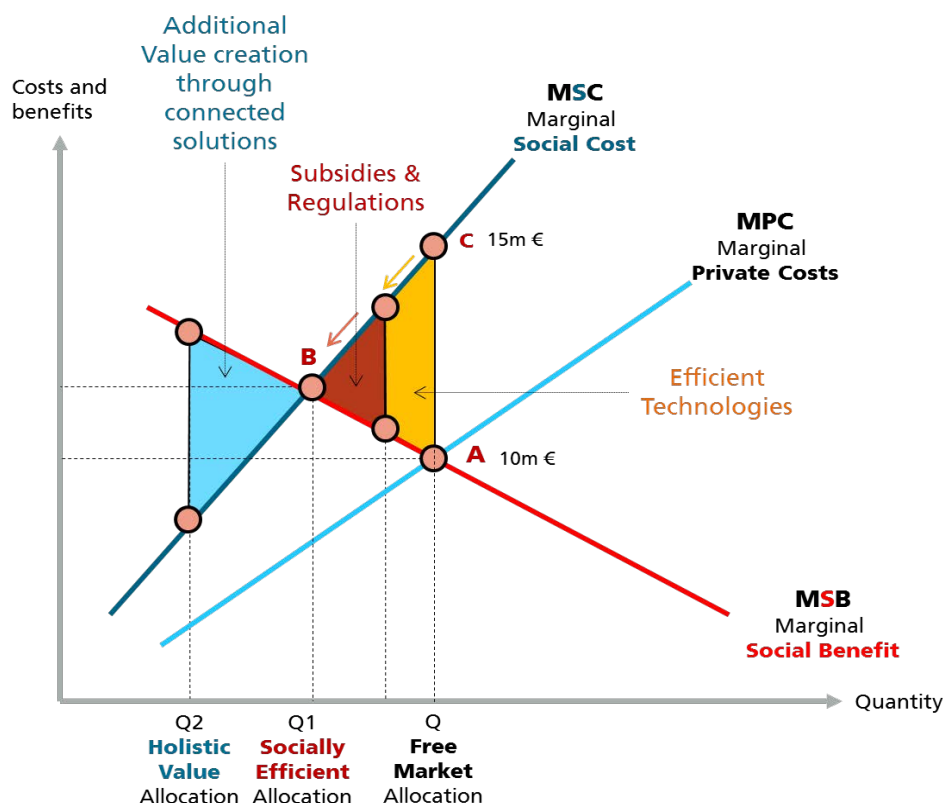 Additional
Value creation
through
connected
solutions
Costs and
benefits
MSC
Marginal
Social Cost
Subsidies &
Regulations
C 15m €
MPC
Marginal
Private Costs
B
Efficient
Technologies
A 10m €
MSB
Marginal
Social Benefit
Quantity
Q2
Holistic
Value
Allocation
Q1
Socially
Efficient
Allocation
Q
Free
Market
Allocation